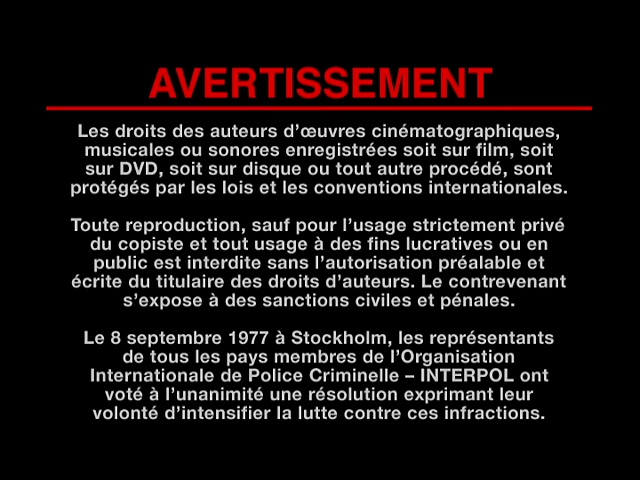 AVERTISSEMENT
Les droits des auteurs d’œuvres cinématographiques,
musicales ou sonores enregistrées soit sur film, soit
sur DVD, soit sur disque ou tout autre procédé, sont
protégés par les lois et les conventions internationales.
Toute reproduction, sauf pour l’usage strictement privé
du copiste et tout usage à des fins lucratives ou en
public est interdite sans l’autorisation préalable et
écrite du titulaire des droits d’auteurs. Le contrevenant
s’expose à des sanctions civiles et pénales.
Le 8 septembre 1977 à Stockholm, les représentants
de tous les pays membres de l’Organisation
Internationale de Police Criminelle – INTERPOL ont
voté à l’unanimité une résolution exprimant leur
volonté d’intensifier la lutte contre ces infractions.